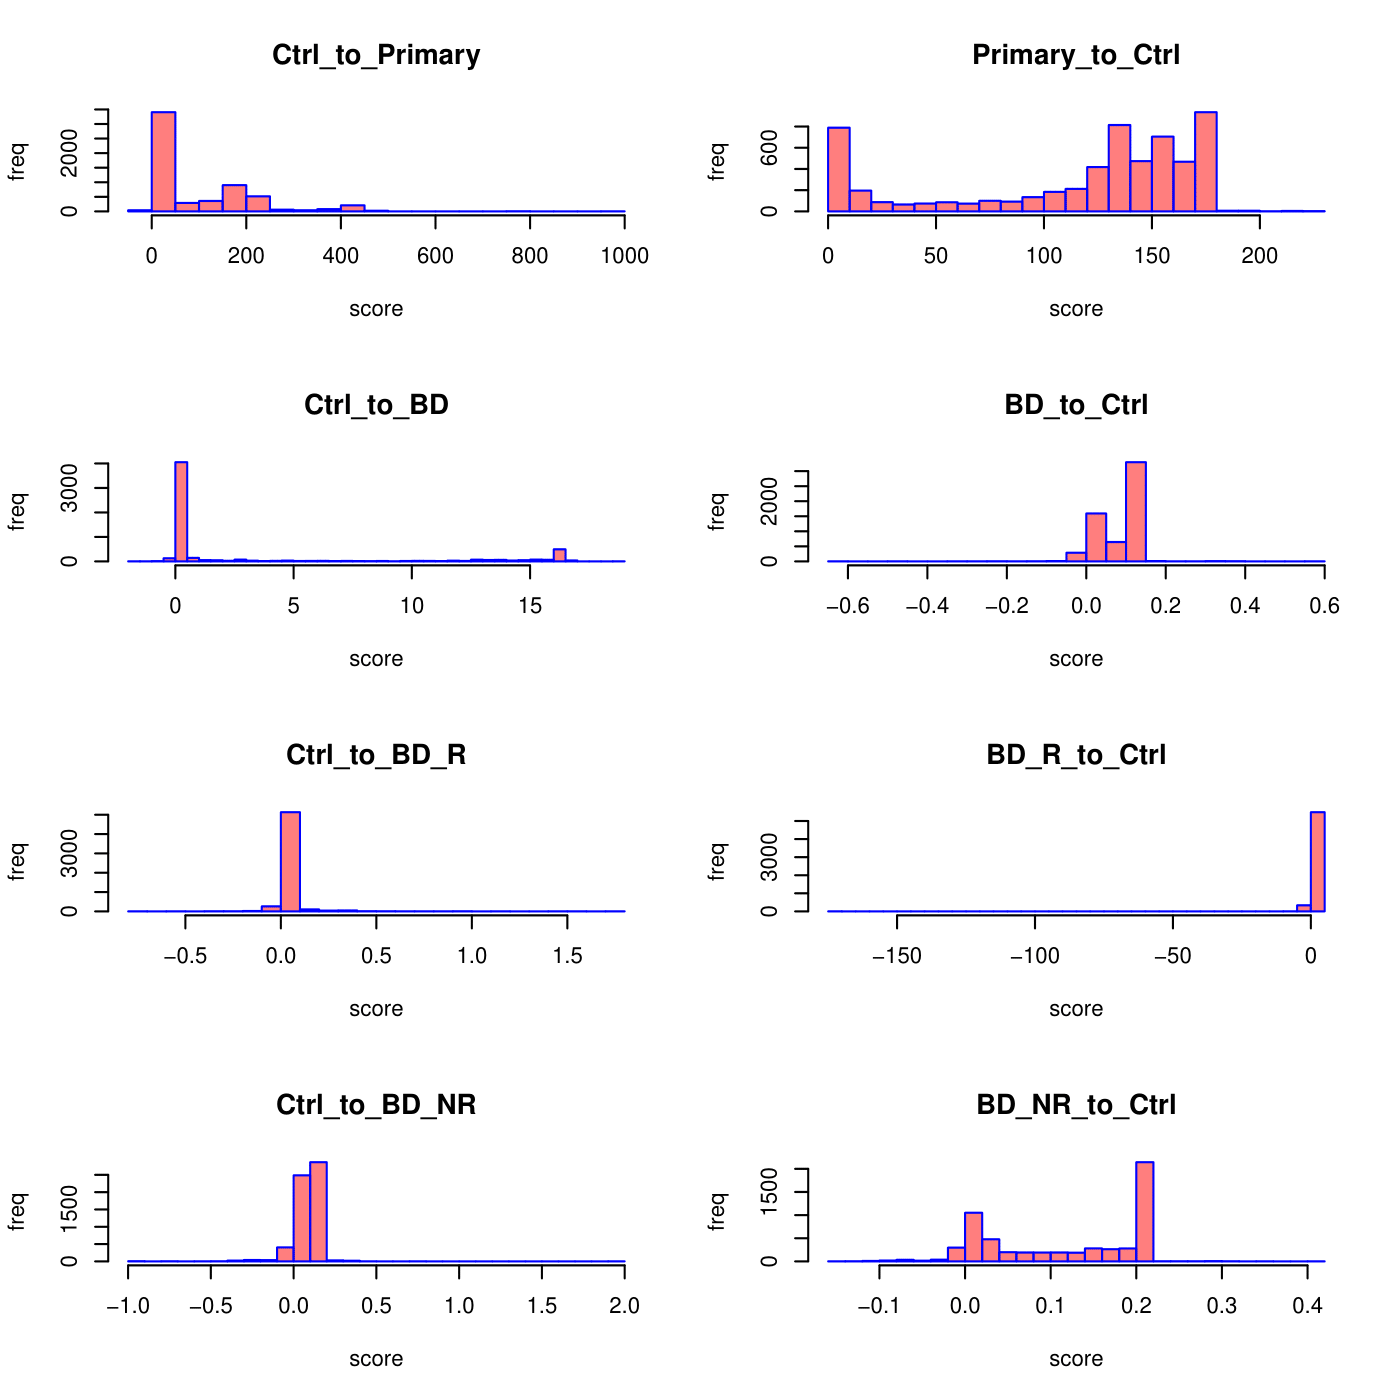 Ctrl_to_Primary
freq
0 2000
0 200 400 600 800 1000
score
Primary_to_Ctrl
freq
0 600
0 50 100 150 200
score
Ctrl_to_BD
freq
0 3000
0 5 10 15
score
BD_to_Ctrl
freq
0 2000
−0.6 −0.4 −0.2 0.0 0.2 0.4 0.6
score
Ctrl_to_BD_R
freq
0 3000
−0.5 0.0 0.5 1.0 1.5
score
BD_R_to_Ctrl
freq
0 3000
−150 −100 −50 0
score
Ctrl_to_BD_NR
freq
0 1500
−1.0 −0.5 0.0 0.5 1.0 1.5 2.0
score
BD_NR_to_Ctrl
freq
0 1500
−0.1 0.0 0.1 0.2 0.3 0.4
score